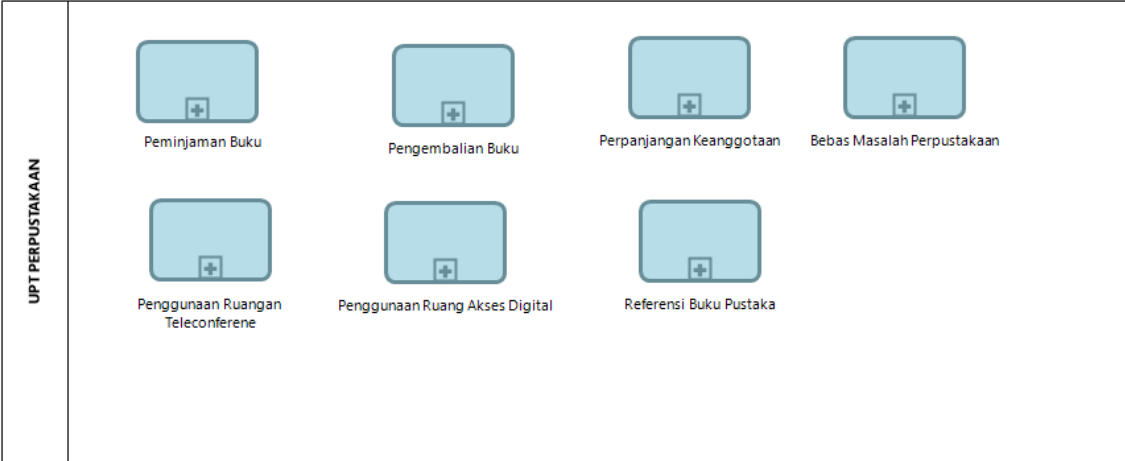 UPT PERPUSTAKAAN
Peminjaman Buku
Pengembalian Buku
Perpanjangan Keanggotaan
Bebas Masalah Perpustakaan
Penggunaan Ruangan
Teleconferene
Penggunaan Ruang Akses Digital
Referensi Buku Pustaka